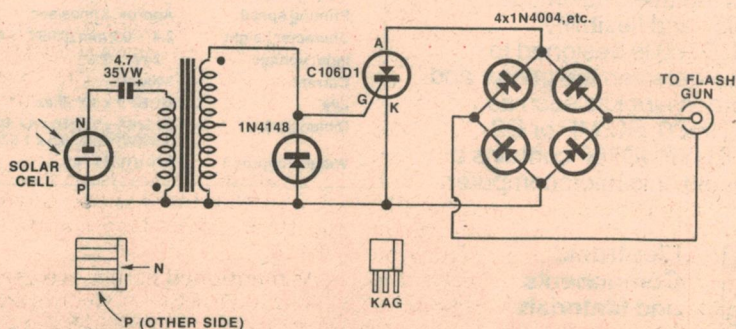 4x1N4004,etc.
4.7
35VW
- +
A
C106D1
TO FLASH
GUN
G
K
N
1N4148
SOLAR
CELL
P
N
KAG
P (OTHER SIDE)